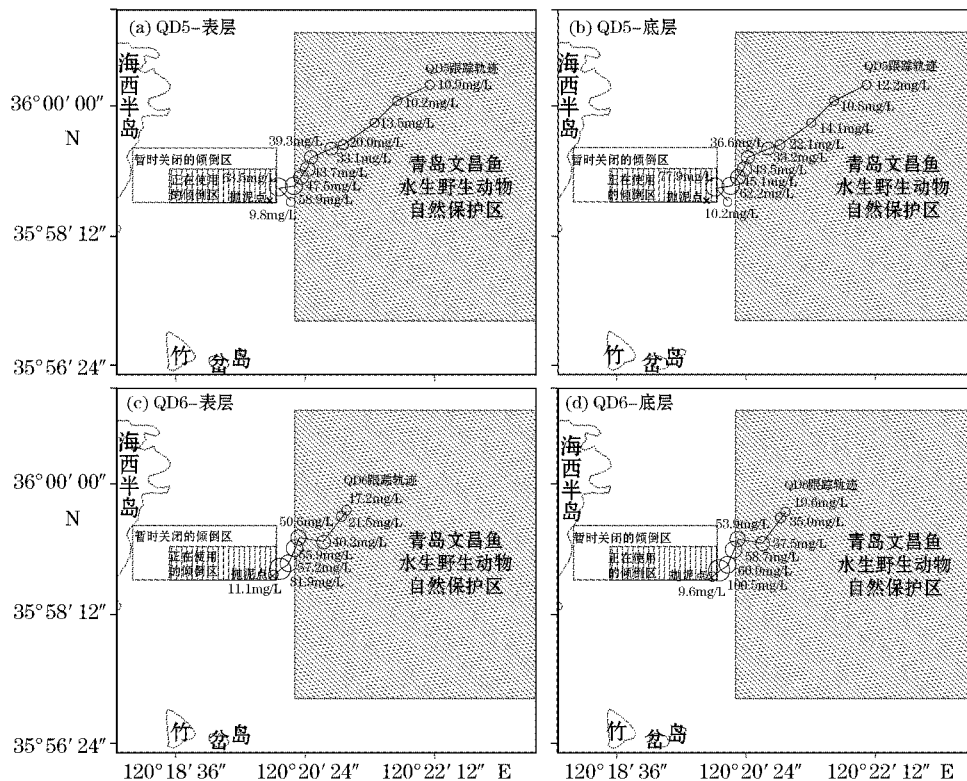 (a) QD5-表层
海西半岛
QD5跟踪轨迹
10.9mg/L
10.2mg/L
13.5mg/L
39.3mg/L
20.0mg/L
33.1mg/L
暂时关闭的倾倒区
43.7mg/L
正在使用
的倾倒区
47.5mg/L
抛泥点
58.9mg/L
9.8mg/L
青岛文昌鱼
水生野生动物
自然保护区
竹岔岛
36°00′00″
N
35°58′12″
35°56′24″
(b) QD5-底层
海西半岛
QD5跟踪轨迹
12.2mg/L
10.8mg/L
14.1mg/L
36.6mg/L
22.1mg/L
暂时关闭的倾倒区
43.5mg/L
正在使用
的倾倒区
45.1mg/L
抛泥点
62.2mg/L
10.2mg/L
青岛文昌鱼
水生野生动物
自然保护区
竹岔岛
(c) QD6-表层
海西半岛
QD6跟踪轨迹
17.2mg/L
21.5mg/L
50.6mg/L
40.2mg/L
暂时关闭的倾倒区
55.9mg/L
正在使用
的倾倒区
57.2mg/L
抛泥点
81.9mg/L
11.1mg/L
青岛文昌鱼
水生野生动物
自然保护区
竹岔岛
36°00′00″
N
35°58′12″
35°56′24″
(d) QD6-底层
海西半岛
QD6跟踪轨迹
19.6mg/L
35.0mg/L
53.9mg/L
37.5mg/L
暂时关闭的倾倒区
58.7mg/L
正在使用
的倾倒区
60.9mg/L
抛泥点
9.6mg/L
青岛文昌鱼
水生野生动物
自然保护区
竹岔岛
120°18′36″ 120°20′24″ 120°22′12″ E
120°18′36″ 120°20′24″ 120°22′12″ E